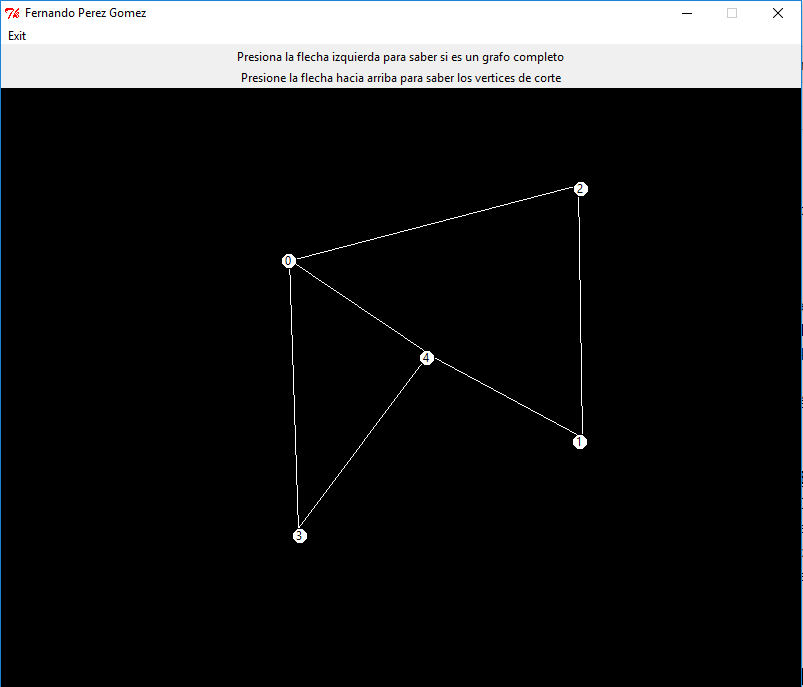 Fernando Perez Gomez
Exit
Presiona la flecha izquierda para saber si es un grafo completo
Presione la flecha hacia arriba para saber los vertices de corte
2
0
4
1
3